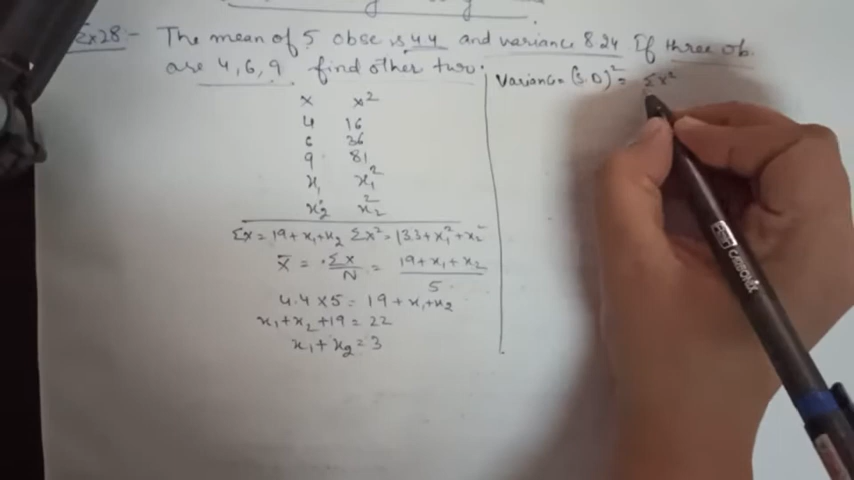 Ex28- The mean of 5 obse is 4.4 and variance 8.24 If three ob.
are 4, 6, 9 find other two.
Variance = (S.D)² = Σx²
x x²
4 16
6 36
9 81
x₁ x₁²
x₂ x₂²
Σx = 19+x₁+x₂ Σx² = 133+x₁²+x₂²
x̄ = Σx/N = 19+x₁+x₂/5
4.4×5 = 19+x₁+x₂
x₁+x₂+19 = 22
x₁+x₂ = 3